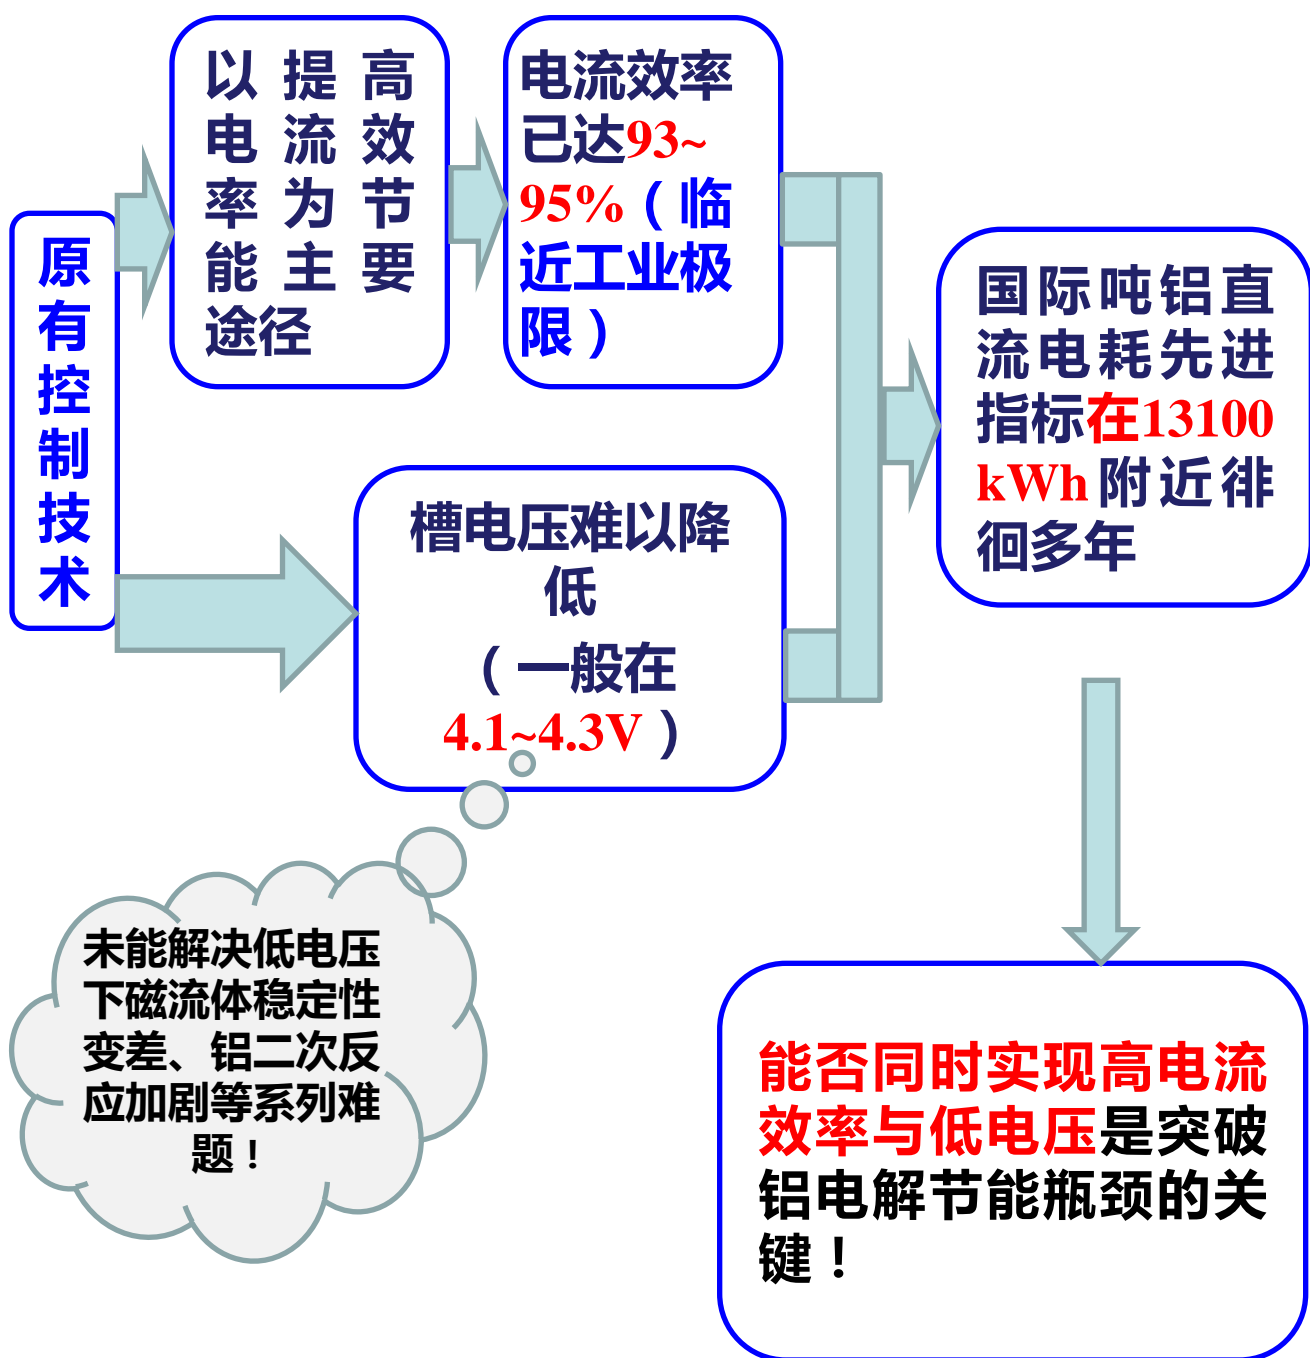 原
有
控
制
技
术
以提高
电流效
率为节
能主要
途径
电流效率
已达93~
95%（临
近工业极
限）
槽电压难以降
低
（一般在
4.1~4.3V）
国际吨铝直
流电耗先进
指标在13100
kWh附近徘
徊多年
未能解决低电压
下磁流体稳定性
变差、铝二次反
应加剧等系列难
题！
能否同时实现高电流
效率与低电压是突破
铝电解节能瓶颈的关
键！